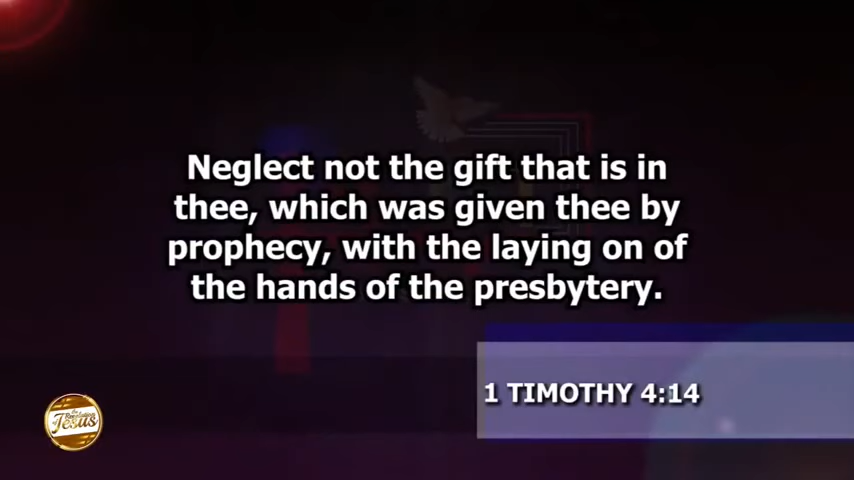 Neglect not the gift that is in
thee, which was given thee by
prophecy, with the laying on of
the hands of the presbytery.
1 TIMOTHY 4:14
Jesus